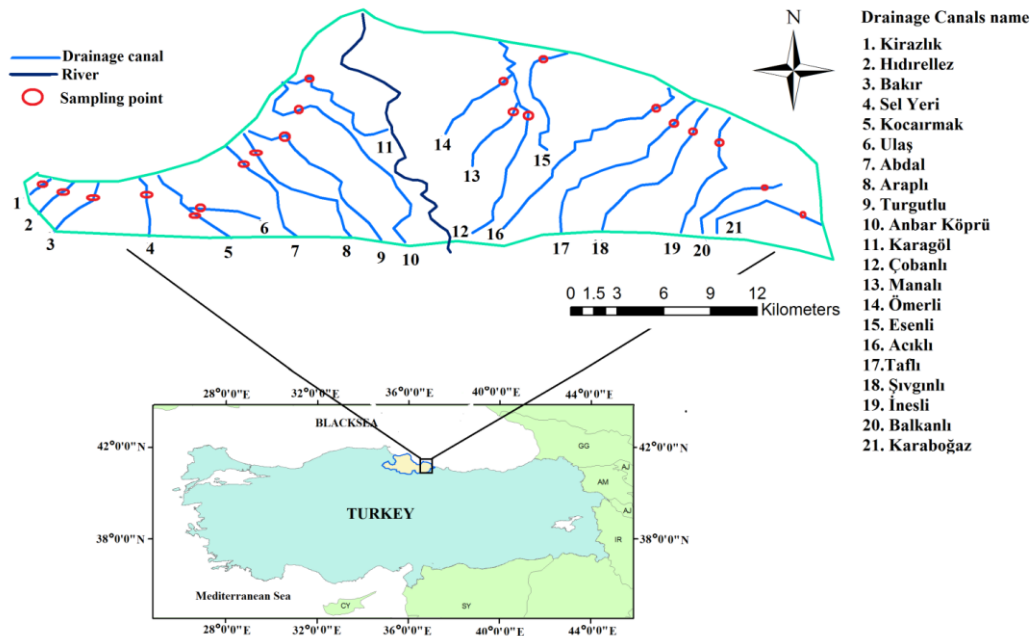 N
Drainage canal
River
Sampling point
1
2
3
4
5
6
7
8
9
10
11
12
13
14
15
16
17
18
19
20
21
0 1.5 3 6 9 12
Kilometers
Drainage Canals name
1. Kirazlık
2. Hıdırellez
3. Bakır
4. Sel Yeri
5. Kocaırmak
6. Ulaş
7. Abdal
8. Araplı
9. Turgutlu
10. Anbar Köprü
11. Karagöl
12. Çobanlı
13. Manalı
14. Ömerli
15. Esenli
16. Acıklı
17.Taflı
18. Şıvgınlı
19. İnesli
20. Balkanlı
21. Karaboğaz
28°0'0"E 32°0'0"E 36°0'0"E 40°0'0"E 44°0'0"E
BLACKSEA
42°0'0"N 42°0'0"N
GG
AJ
AM
AJ
TURKEY
38°0'0"N 38°0'0"N
IR
Mediterranean Sea
CY
SY
28°0'0"E 32°0'0"E 36°0'0"E 40°0'0"E 44°0'0"E